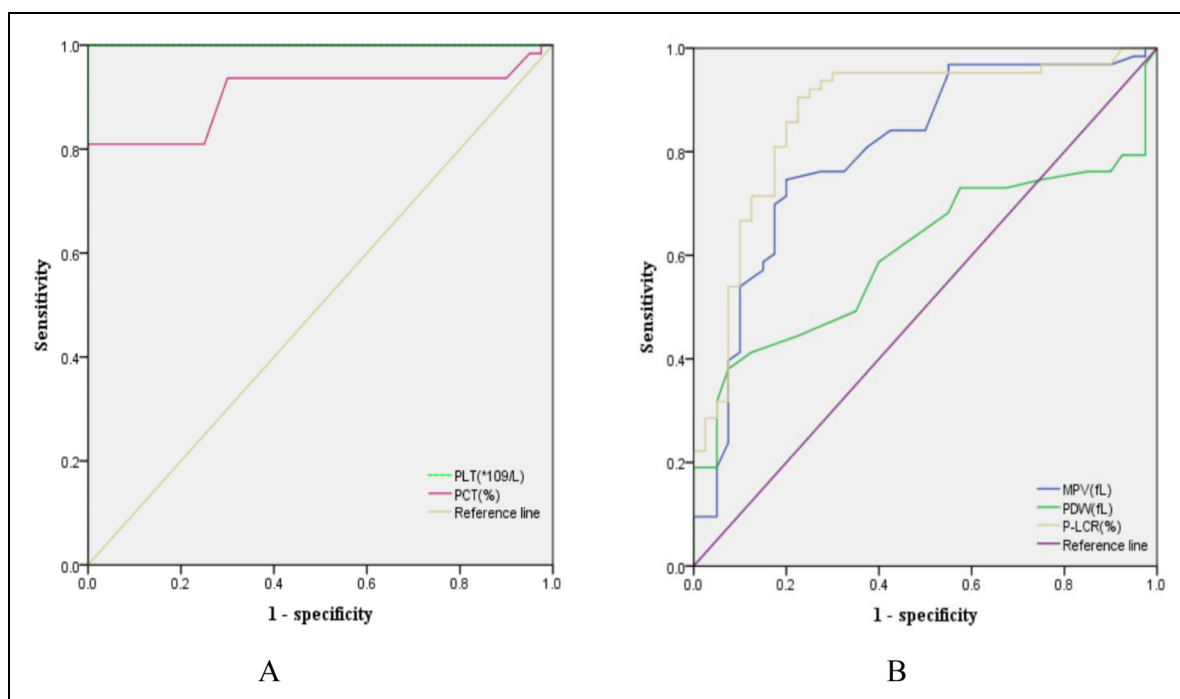 1.0
0.8
0.6
0.4
0.2
0.0
Sensitivity
PLT(*109/L)
PCT(%)
Reference line
0.0 0.2 0.4 0.6 0.8 1.0
1 - specificity
A
1.0
0.8
0.6
0.4
0.2
0.0
Sensitivity
MPV(fL)
PDW(fL)
P-LCR(%)
Reference line
0.0 0.2 0.4 0.6 0.8 1.0
1 - specificity
B